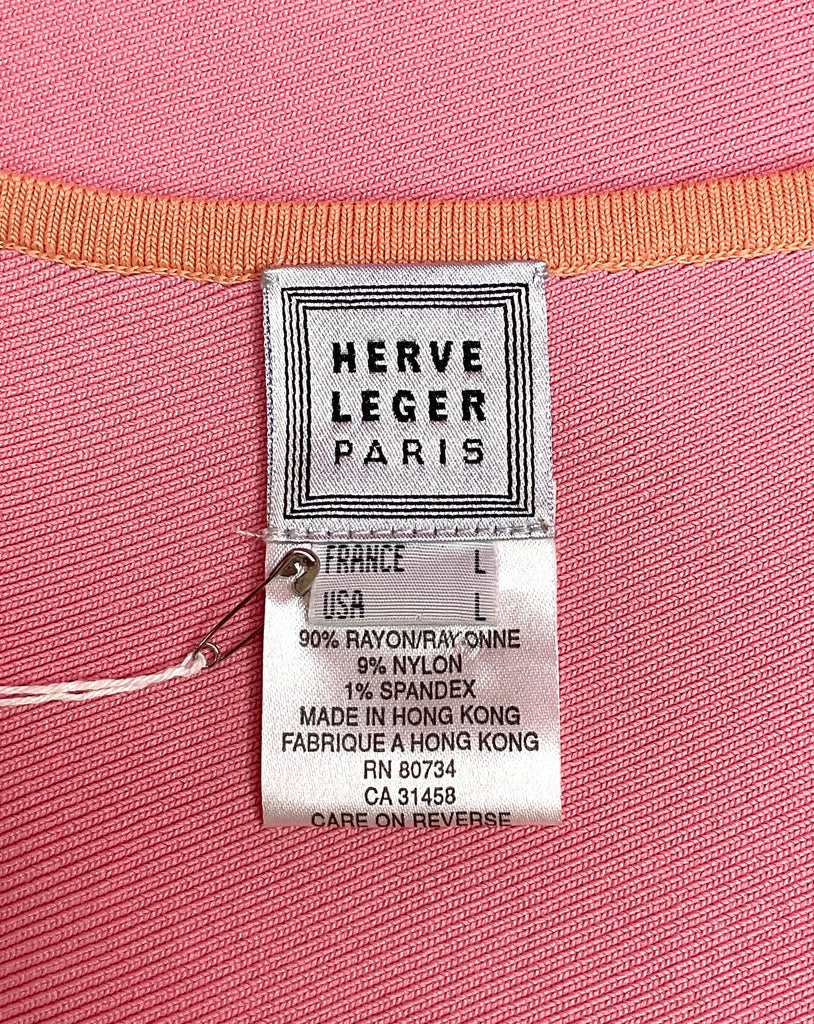 HERVE
LEGER
PARIS
FRANCE L
USA L
90% RAYON/RAYONNE
9% NYLON
1% SPANDEX
MADE IN HONG KONG
FABRIQUE A HONG KONG
RN 80734
CA 31458
CARE ON REVERSE